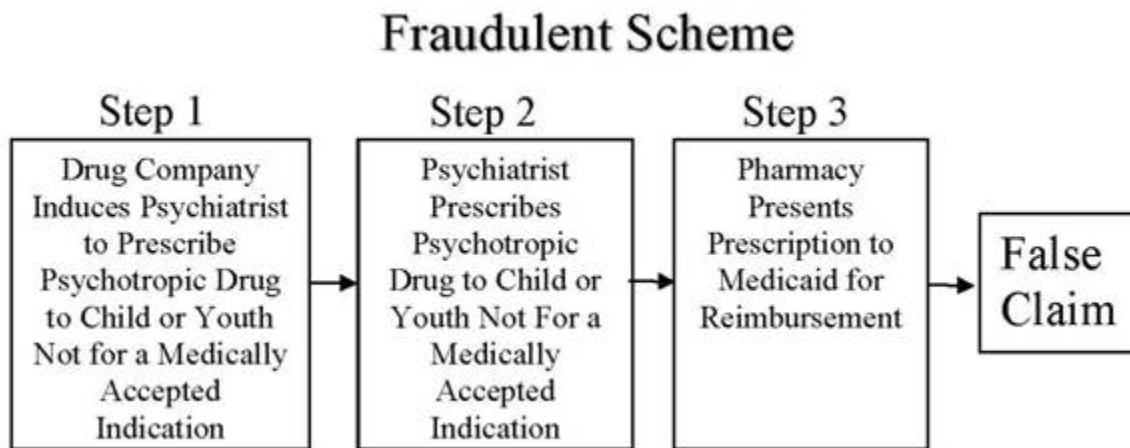 Fraudulent Scheme
Step 1
Drug Company
Induces Psychiatrist
to Prescribe
Psychotropic Drug
to Child or Youth
Not for a Medically
Accepted
Indication
Step 2
Psychiatrist
Prescribes
Psychotropic
Drug to Child or
Youth Not For a
Medically
Accepted
Indication
Step 3
Pharmacy
Presents
Prescription to
Medicaid for
Reimbursement
False
Claim